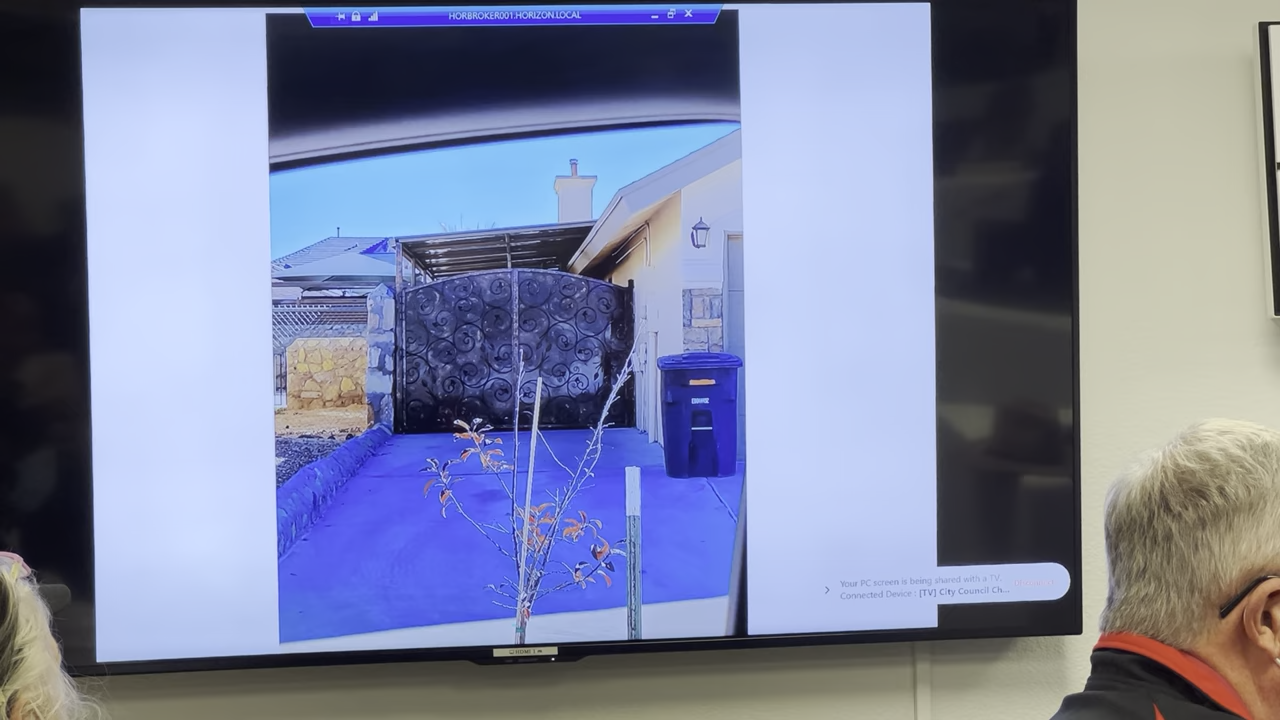 HORBROKER001.HORIZON.LOCAL
Your PC screen is being shared with a TV.
Connected Device : [TV] City Council Ch...